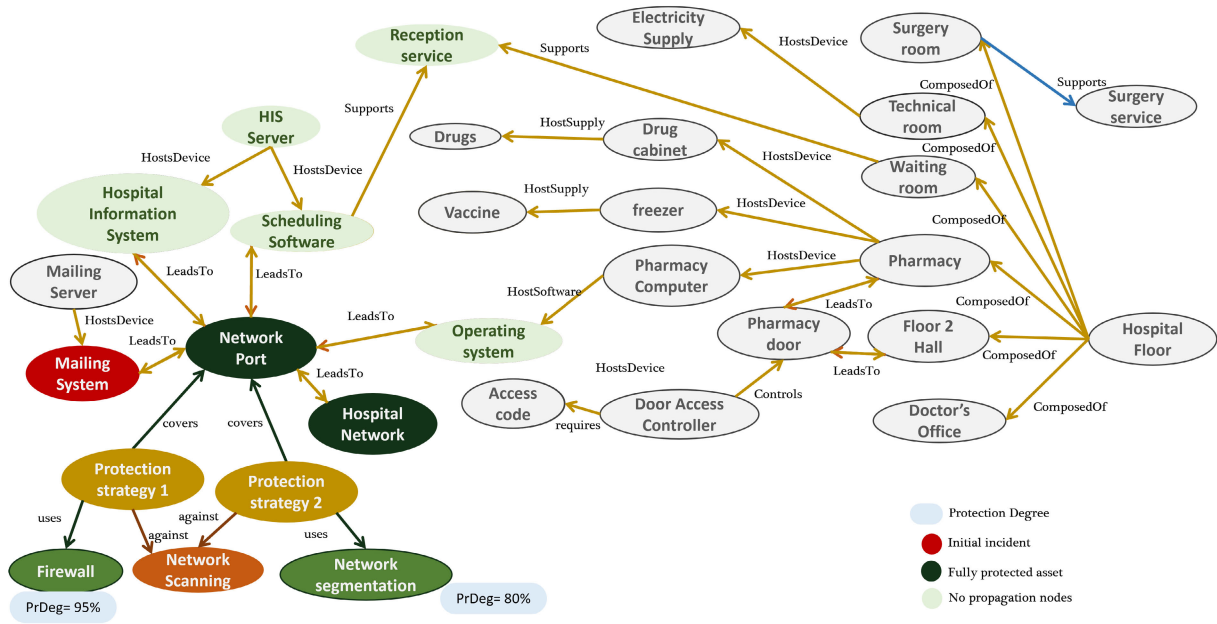 Electricity
Supply
HostsDevice
Surgery
room
Reception
service
Supports
ComposedOf
Supports
Surgery
service
Supports
HIS
Server
Drugs
HostSupply
Drug
cabinet
Technical
room
ComposedOf
HostsDevice
HostsDevice
HostsDevice
Waiting
room
Hospital
Information
System
Scheduling
Software
Vaccine
HostSupply
freezer
HostsDevice
ComposedOf
LeadsTo
LeadsTo
Mailing
Server
Pharmacy
Computer
HostsDevice
Pharmacy
HostSoftware
LeadsTo
ComposedOf
HostsDevice
LeadsTo
LeadsTo
Network
Port
Operating
system
Pharmacy
door
Floor 2
Hall
Hospital
Floor
ComposedOf
Mailing
System
LeadsTo
HostsDevice
LeadsTo
Controls
Access
code
requires
Door Access
Controller
Doctor's
Office
ComposedOf
Hospital
Network
covers
covers
Protection
strategy 1
Protection
strategy 2
uses
against
against
uses
Firewall
Network
Scanning
Network
segmentation
PrDeg= 95%
PrDeg= 80%
Protection Degree
Initial incident
Fully protected asset
No propagation nodes